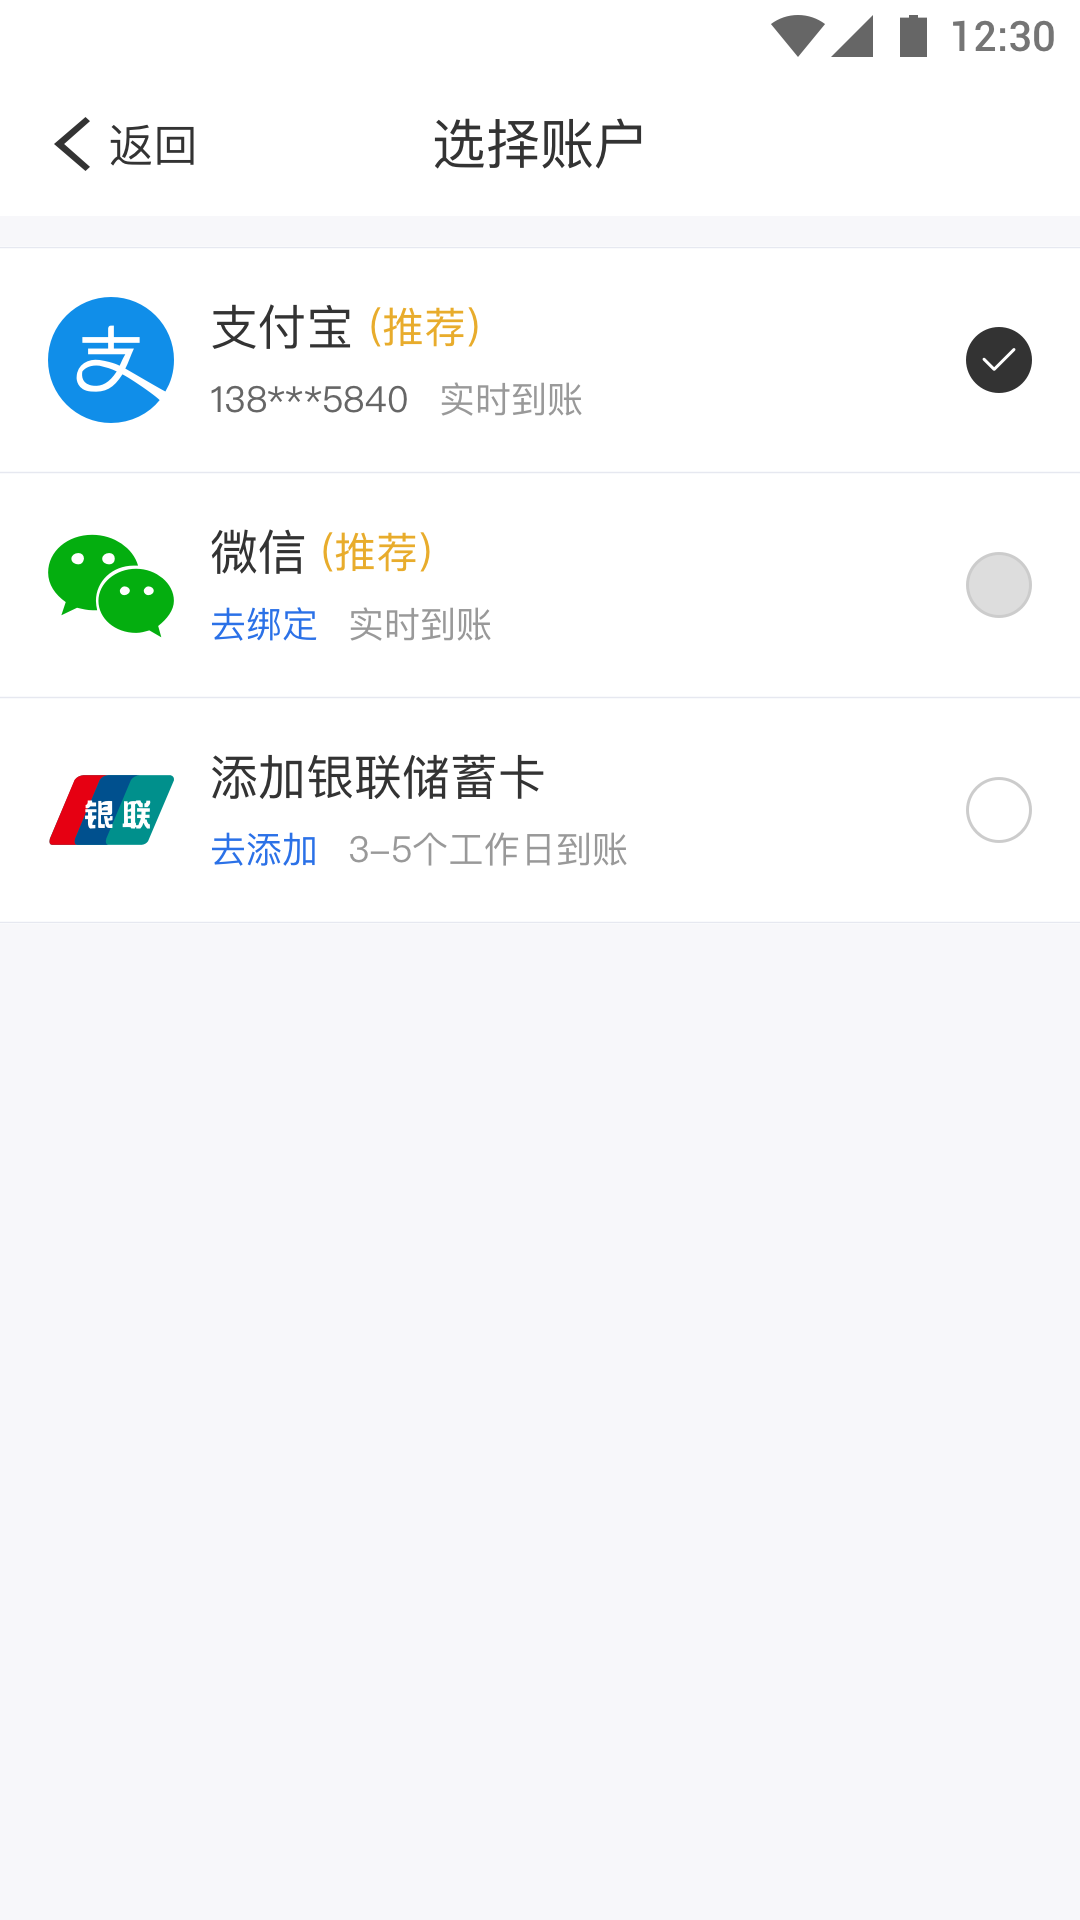 12:30
返回
选择账户
支
支付宝 (推荐)
138***5840 实时到账
微信 (推荐)
去绑定 实时到账
银联
添加银联储蓄卡
去添加 3-5个工作日到账